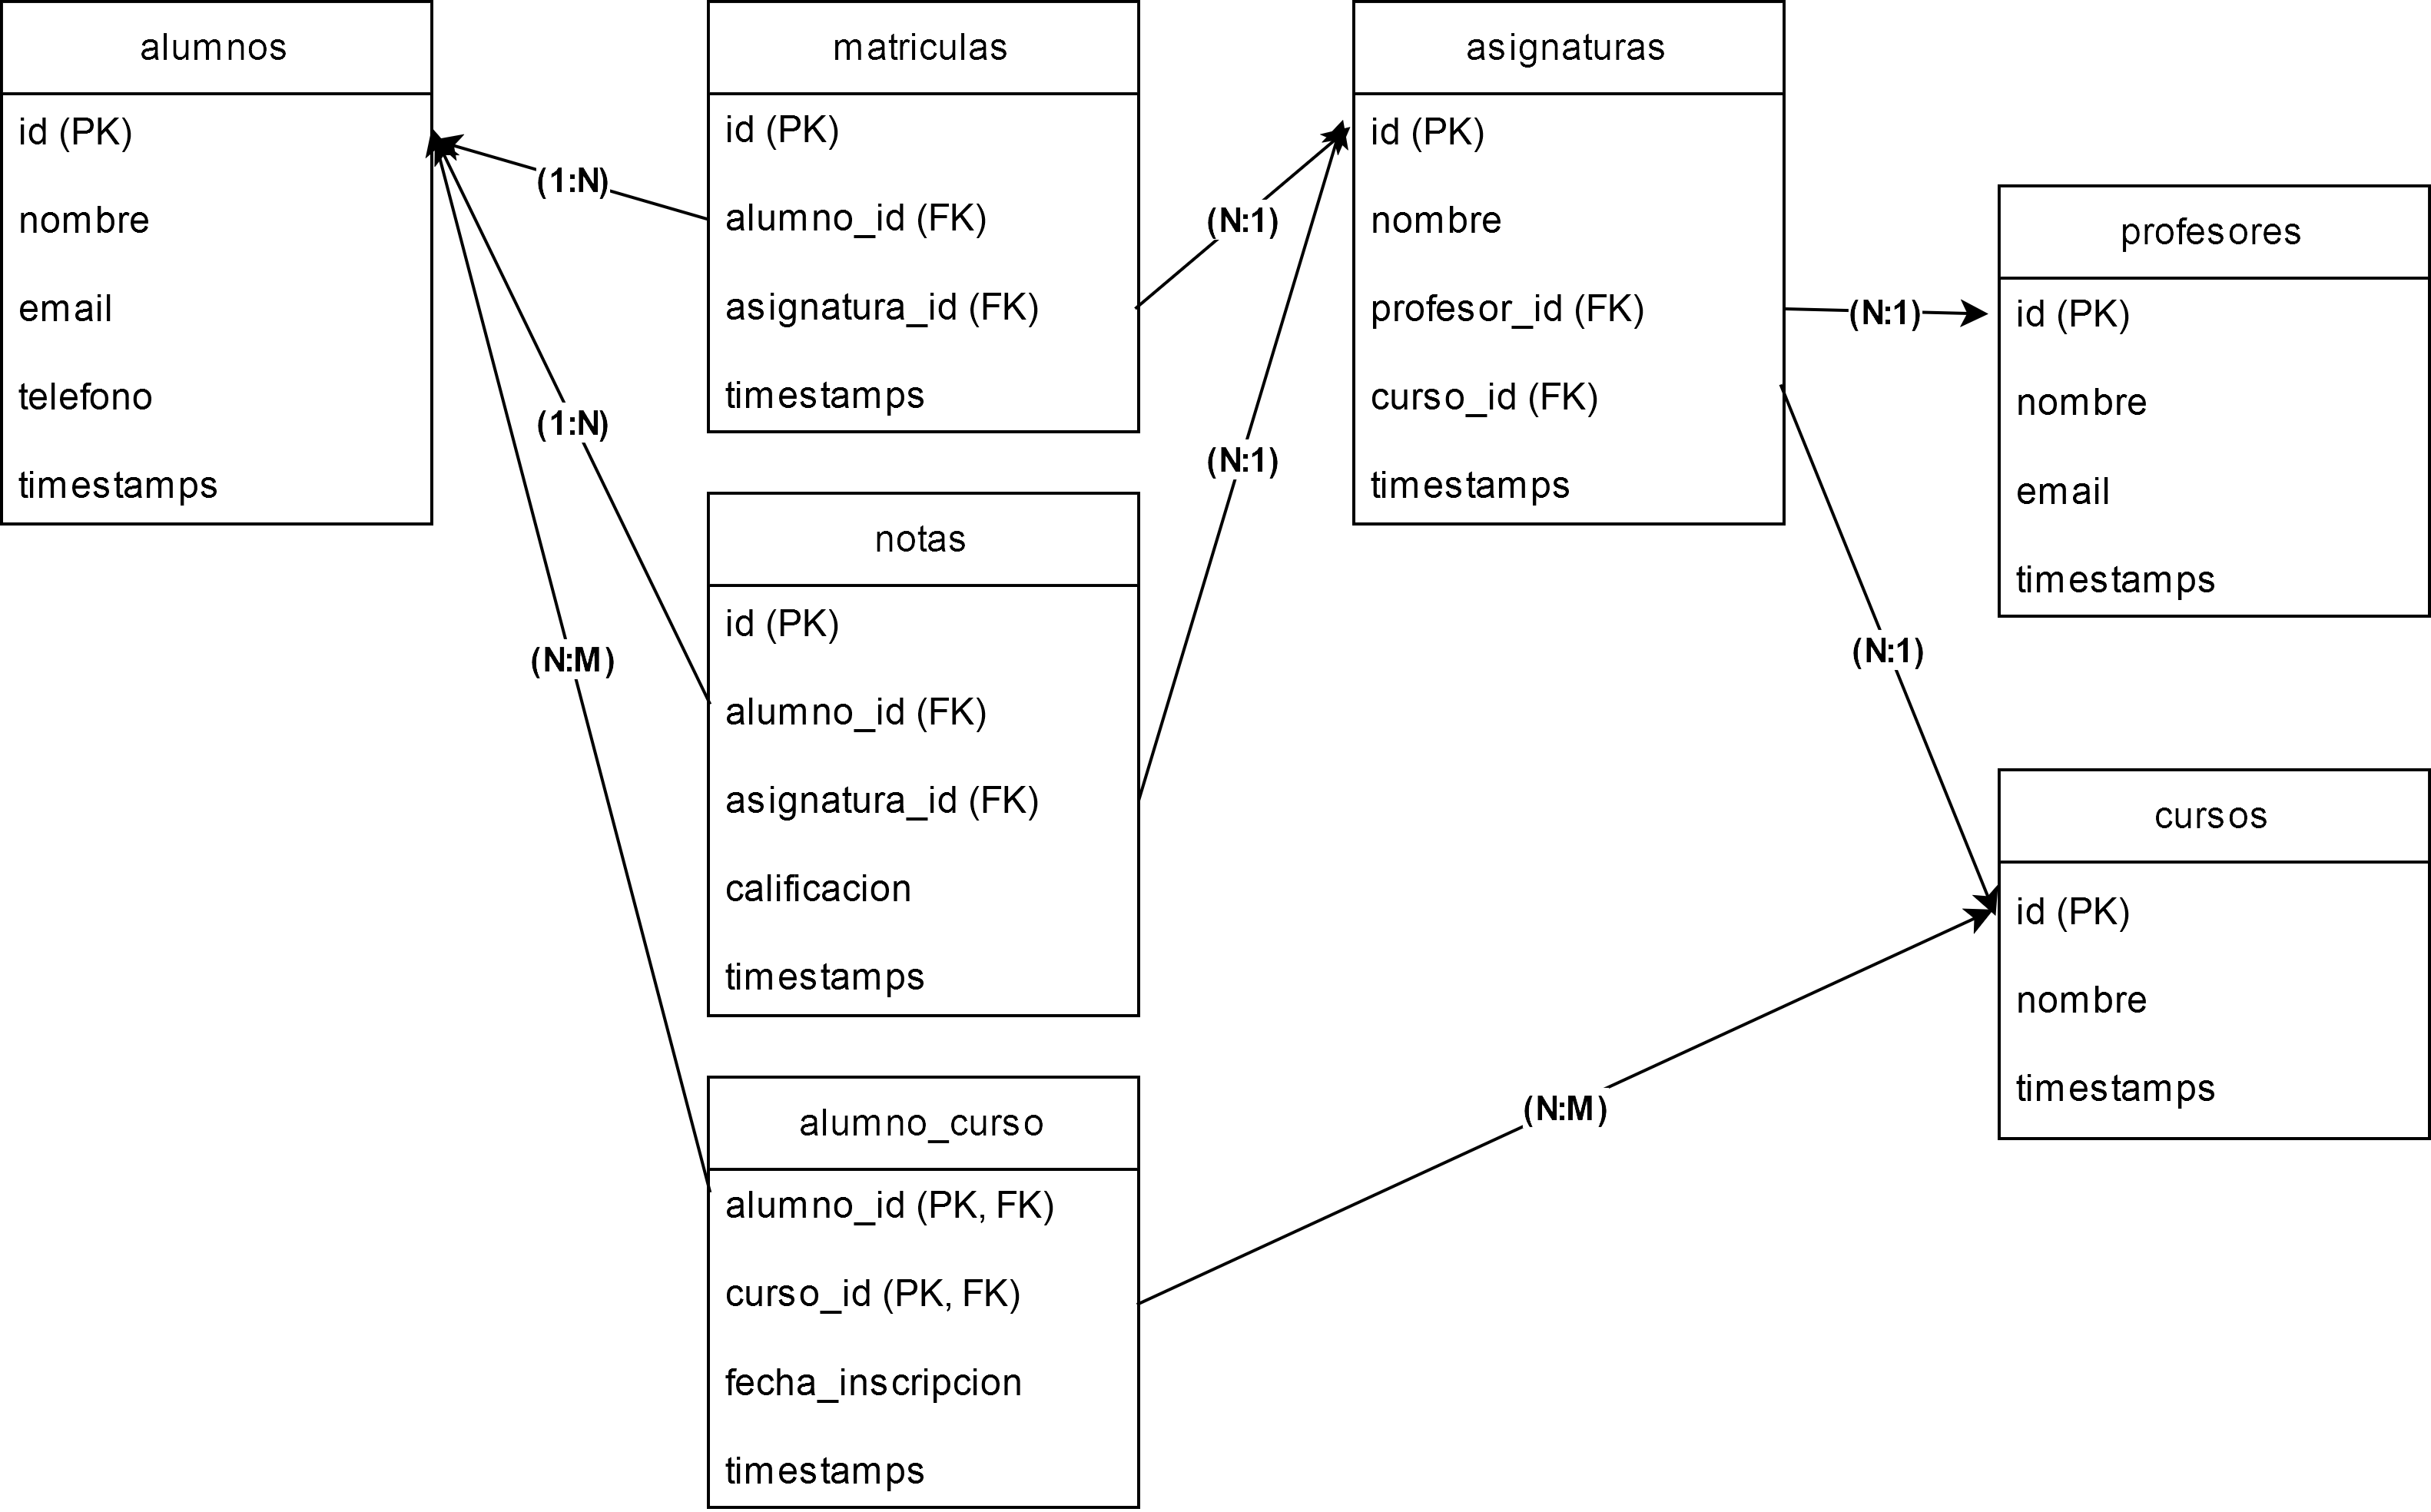 alumnos
id (PK)
nombre
email
telefono
timestamps
(1:N)
(1:N)
(N:M)
matriculas
id (PK)
alumno_id (FK)
asignatura_id (FK)
timestamps
notas
id (PK)
alumno_id (FK)
asignatura_id (FK)
calificacion
timestamps
alumno_curso
alumno_id (PK, FK)
curso_id (PK, FK)
fecha_inscripcion
timestamps
(N:1)
(N:1)
(N:M)
asignaturas
id (PK)
nombre
profesor_id (FK)
curso_id (FK)
timestamps
(N:1)
(N:1)
profesores
id (PK)
nombre
email
timestamps
cursos
id (PK)
nombre
timestamps